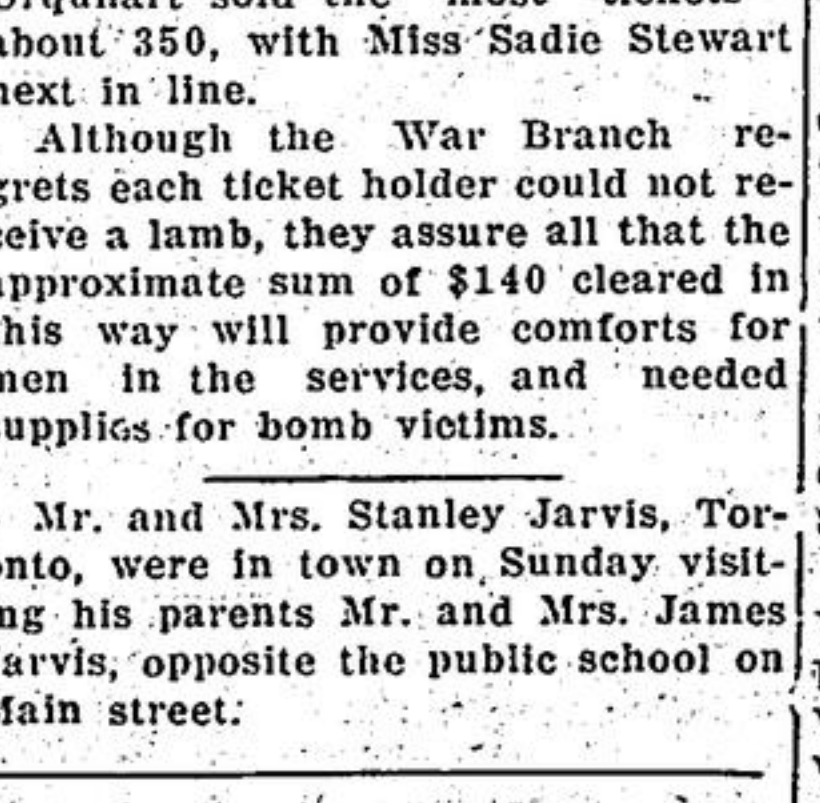 sold the most tickets
about 350, with Miss Sadie Stewart
next in line.
Although the War Branch re-
grets each ticket holder could not re-
ceive a lamb, they assure all that the
approximate sum of $140 cleared in
this way will provide comforts for
men in the services, and needed
supplies for bomb victims.
Mr. and Mrs. Stanley Jarvis, Tor-
onto, were in town on Sunday visit-
ing his parents Mr. and Mrs. James
Jarvis, opposite the public school on
Main street.